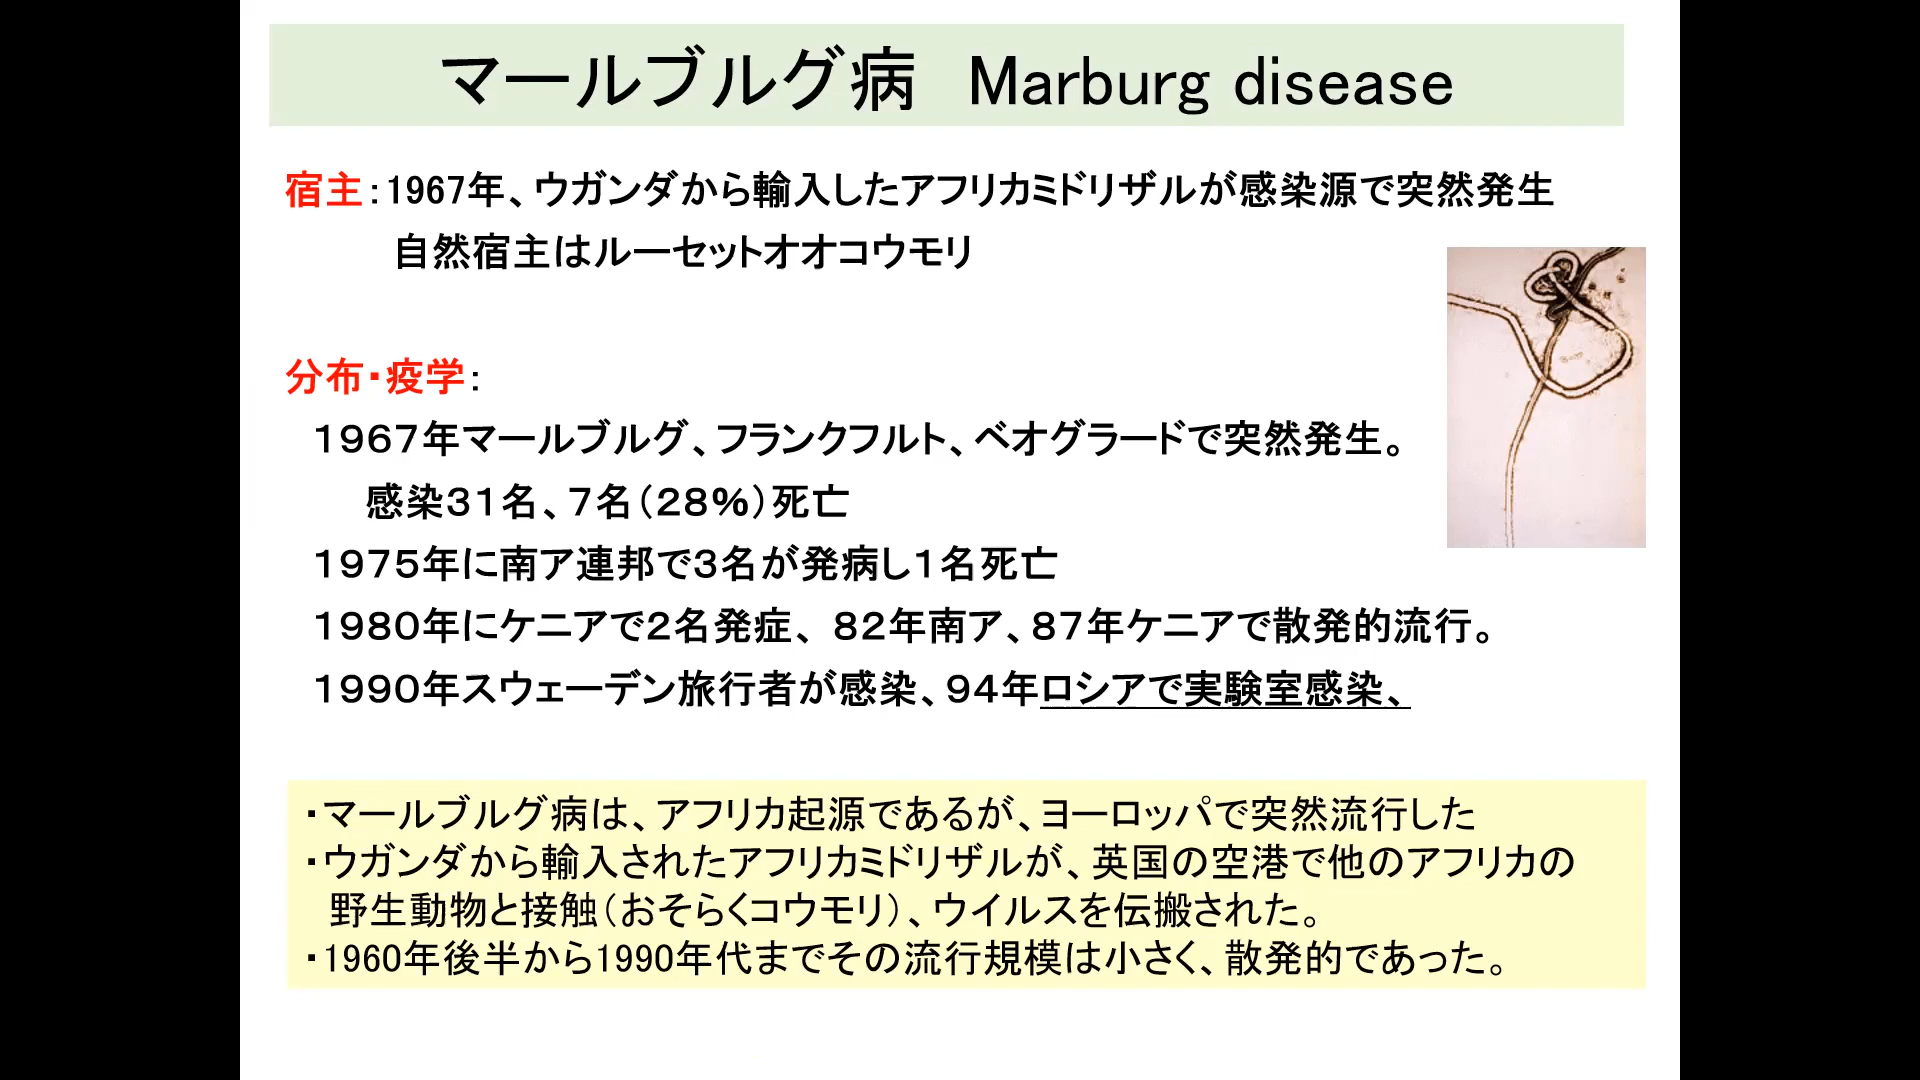 マールブルグ病　Marburg disease
宿主：1967年、ウガンダから輸入したアフリカミドリザルが感染源で突然発生
自然宿主はルーセットオオコウモリ
分布・疫学：
１９６７年マールブルグ、フランクフルト、ベオグラードで突然発生。
感染３１名、７名（２８％）死亡
１９７５年に南ア連邦で３名が発病し１名死亡
１９８０年にケニアで２名発症、８２年南ア、８７年ケニアで散発的流行。
１９９０年スウェーデン旅行者が感染、９４年ロシアで実験室感染、
・マールブルグ病は、アフリカ起源であるが、ヨーロッパで突然流行した
・ウガンダから輸入されたアフリカミドリザルが、英国の空港で他のアフリカの
野生動物と接触（おそらくコウモリ）、ウイルスを伝搬された。
・1960年後半から1990年代までその流行規模は小さく、散発的であった。